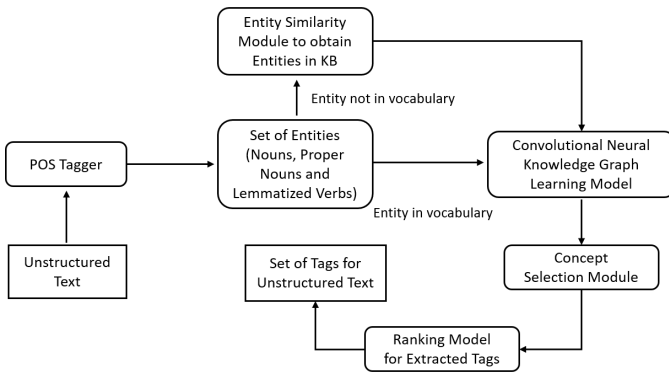 Entity Similarity
Module to obtain
Entities in KB
Entity not in vocabulary
POS Tagger
Set of Entities
(Nouns, Proper
Nouns and
Lemmatized Verbs)
Convolutional Neural
Knowledge Graph
Learning Model
Entity in vocabulary
Unstructured
Text
Set of Tags for
Unstructured Text
Concept
Selection Module
Ranking Model
for Extracted Tags